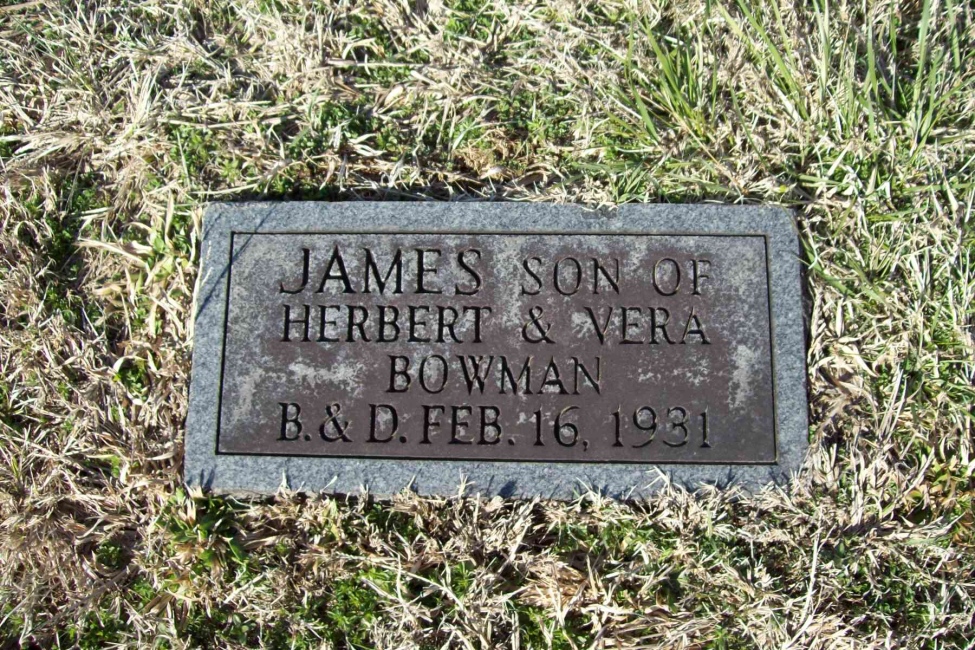 JAMES SON OF
HERBERT & VERA
BOWMAN
B. & D. FEB. 16, 1931